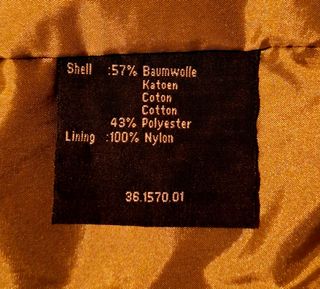 Shell :57% Baumwolle
Katoen
Coton
Cotton
43% Polyester
Lining :100% Nylon
36.1570.01